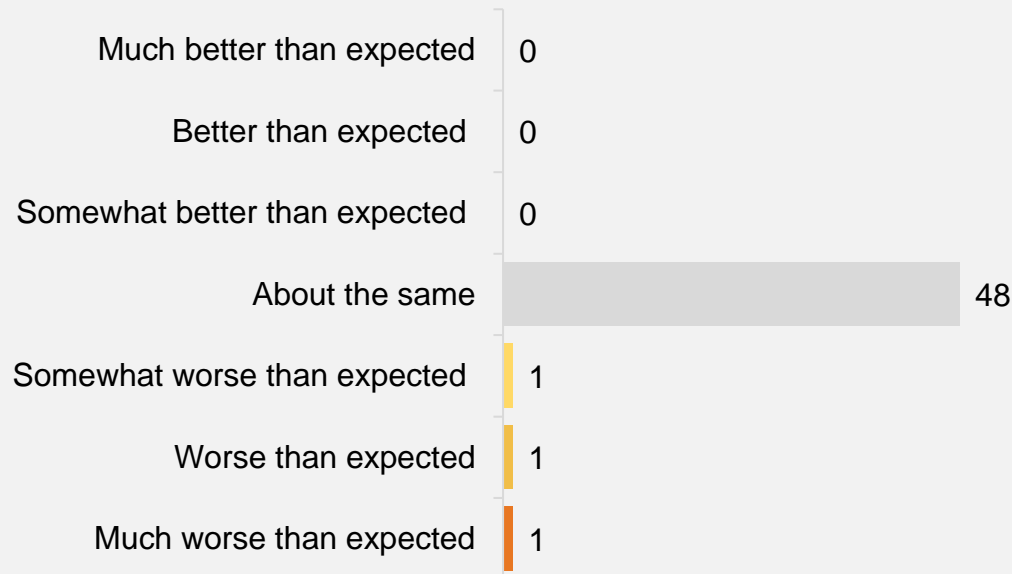 Much better than expected 0
Better than expected 0
Somewhat better than expected 0
About the same 48
Somewhat worse than expected 1
Worse than expected 1
Much worse than expected 1